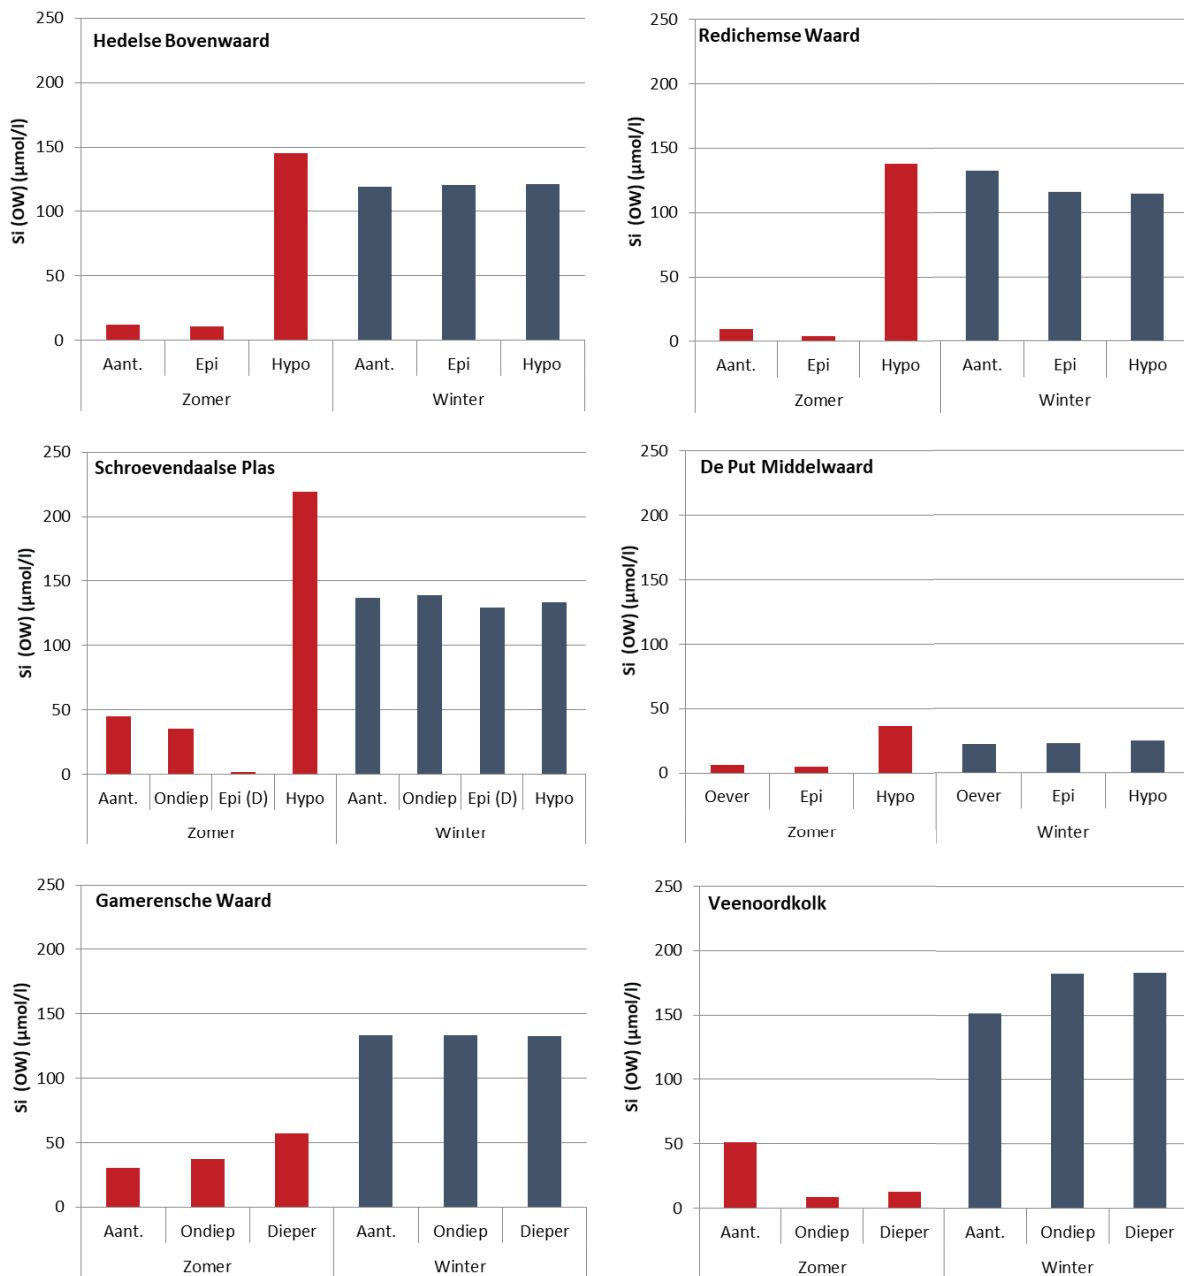 Hedelse Bovenwaard
Si (OW) (µmol/l)
250
200
150
100
50
0
Aant. Epi Hypo Aant. Epi Hypo
Zomer Winter
Redichemse Waard
Si (OW) (µmol/l)
250
200
150
100
50
0
Aant. Epi Hypo Aant. Epi Hypo
Zomer Winter
Schroevendaalse Plas
Si (OW) (µmol/l)
250
200
150
100
50
0
Aant. Ondiep Epi (D) Hypo Aant. Ondiep Epi (D) Hypo
Zomer Winter
De Put Middelwaard
Si (OW) (µmol/l)
250
200
150
100
50
0
Oever Epi Hypo Oever Epi Hypo
Zomer Winter
Gamerensche Waard
Si (OW) (µmol/l)
250
200
150
100
50
0
Aant. Ondiep Dieper Aant. Ondiep Dieper
Zomer Winter
Veenoordkolk
Si (OW) (µmol/l)
250
200
150
100
50
0
Aant. Ondiep Dieper Aant. Ondiep Dieper
Zomer Winter